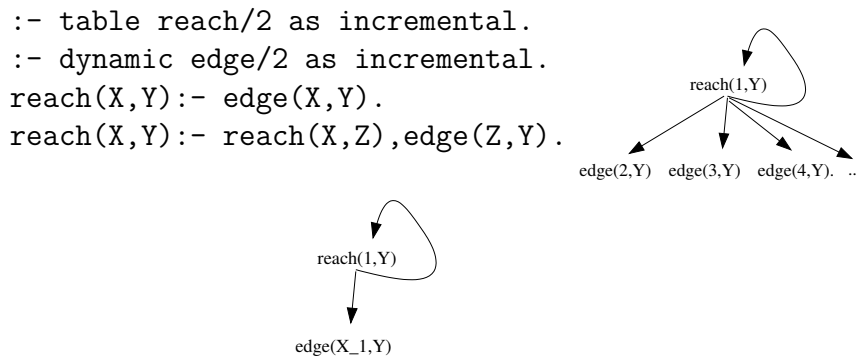 :- table reach/2 as incremental.
:- dynamic edge/2 as incremental.
reach(X,Y):- edge(X,Y).
reach(X,Y):- reach(X,Z),edge(Z,Y).
reach(1,Y)
edge(2,Y) edge(3,Y) edge(4,Y). ..
reach(1,Y)
edge(X_1,Y)